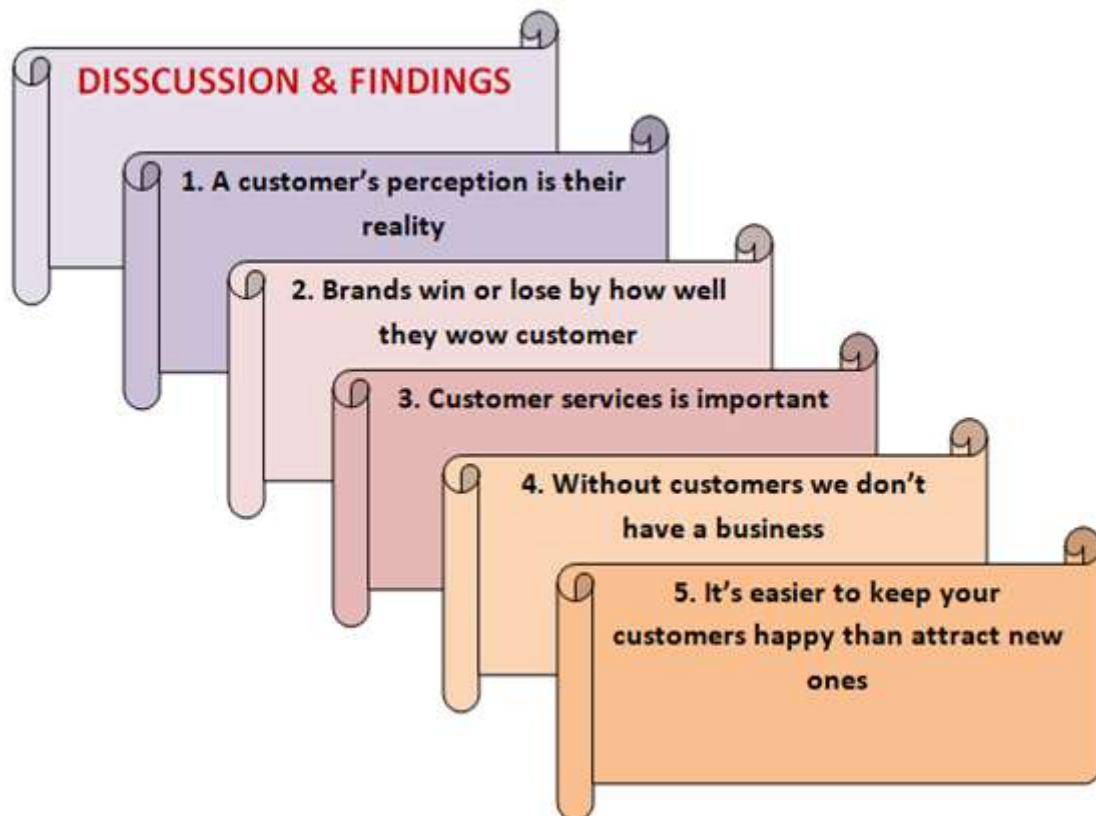 DISSCUSSION & FINDINGS
1. A customer’s perception is their
reality
2. Brands win or lose by how well
they wow customer
3. Customer services is important
4. Without customers we don’t
have a business
5. It’s easier to keep your
customers happy than attract new
ones